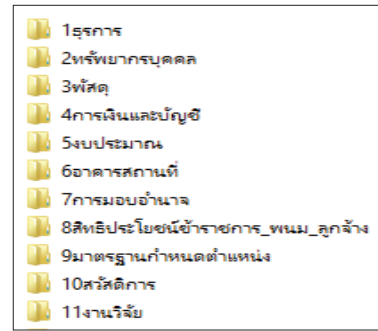 1ธุรการ
2ทรัพยากรบุคคล
3พัสดุ
4การเงินและบัญชี
5งบประมาณ
6อาคารสถานที่
7การมอบอำนาจ
8สิทธิประโยชน์ข้าราชการ_พนม_ลูกจ้าง
9มาตรฐานกำหนดตำแหน่ง
10สวัสดิการ
11งานวิจัย